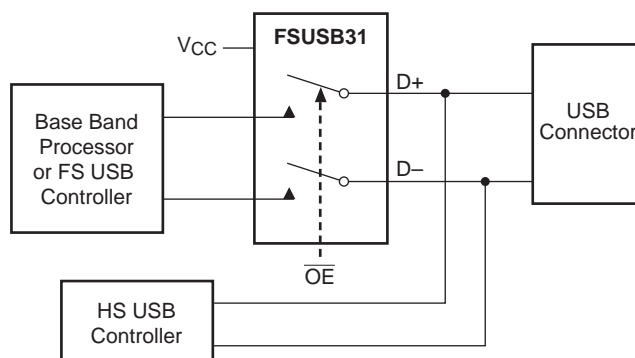 FSUSB31
VCC
D+
Base Band
Processor
or FS USB
Controller
USB
Connector
D–
OE
HS USB
Controller